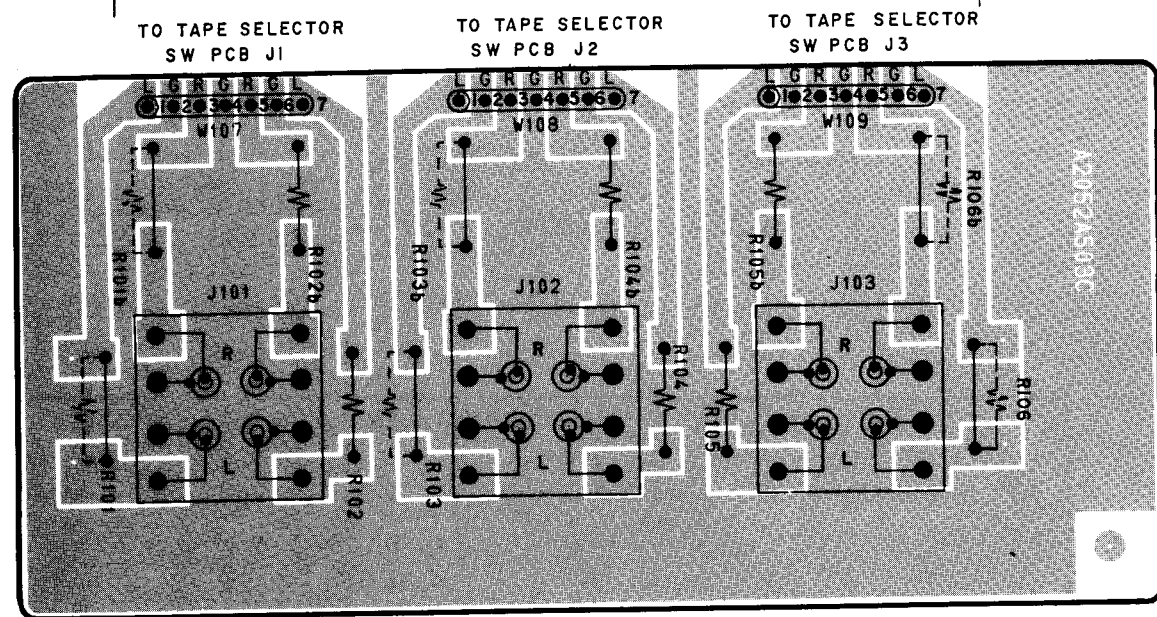 TO TAPE SELECTOR
SW PCB J1
TO TAPE SELECTOR
SW PCB J2
TO TAPE SELECTOR
SW PCB J3
L G R G R G L
1 2 3 4 5 6 7
W107
L G R G R G L
1 2 3 4 5 6 7
W108
L G R G R G L
1 2 3 4 5 6 7
W109
R101b
R102b
R103b
R104b
R105b
R106b
J101
J102
J103
R
L
R
L
R
L
R101
R102
R103
R104
R105
R106
A2052A503C